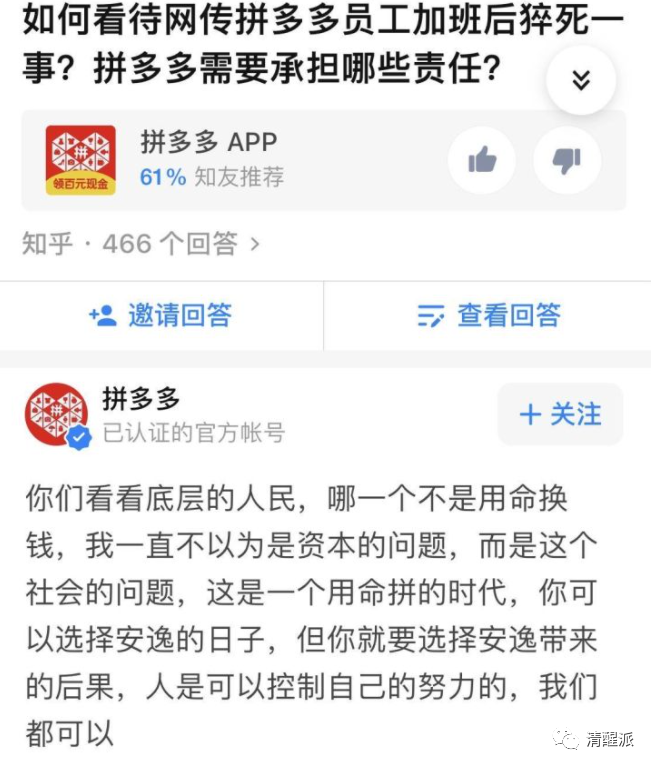 如何看待网传拼多多员工加班后猝死一
事？拼多多需要承担哪些责任？
拼
领百元现金
拼多多 APP
61% 知友推荐
知乎 · 466 个回答 >
邀请回答
查看回答
拼
拼多多
已认证的官方帐号
+ 关注
你们看看底层的人民，哪一个不是用命换
钱，我一直不以为是资本的问题，而是这个
社会的问题，这是一个用命拼的时代，你可
以选择安逸的日子，但你就要选择安逸带来
的后果，人是可以控制自己的努力的，我们
都可以
清醒派